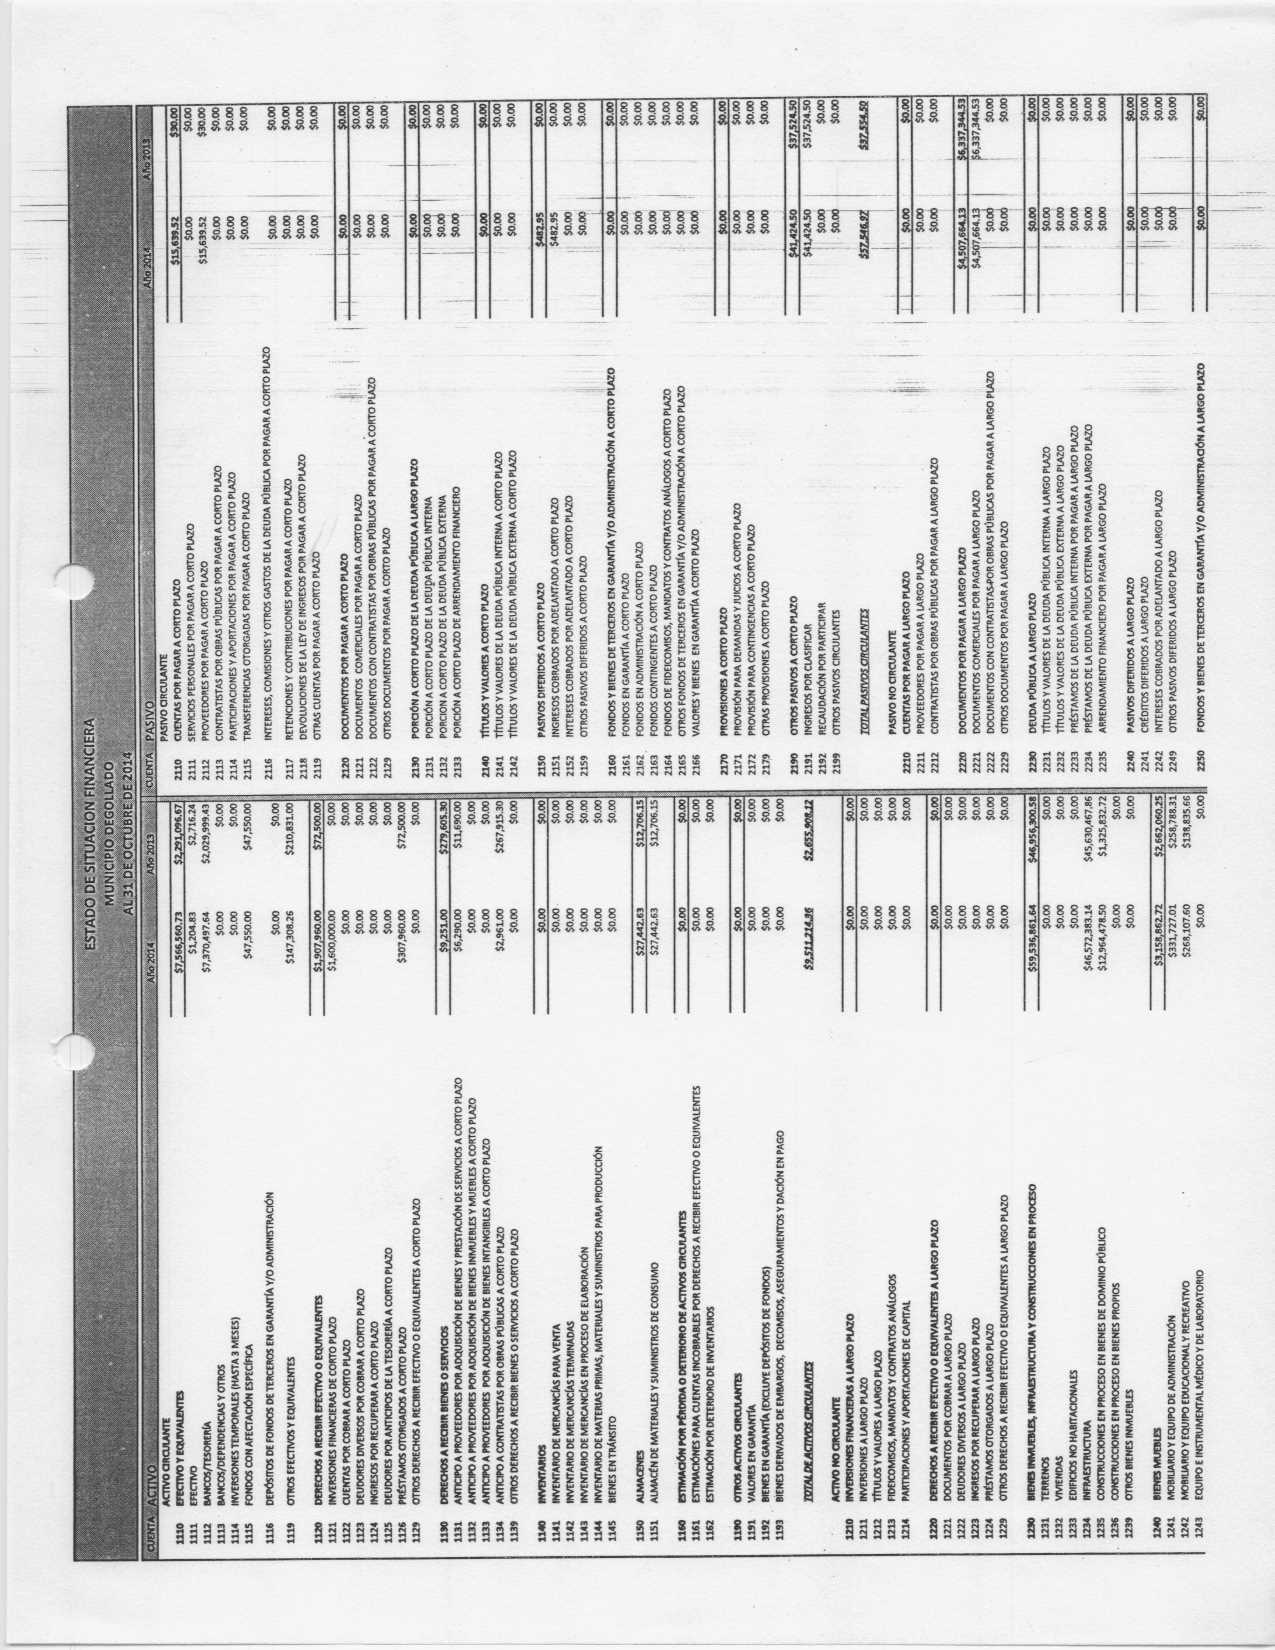 ESTADO DE SITUACION FINANCIERA
MUNICIPIO DEGOLLADO
AL 31 DE OCTUBRE DE 2014
CUENTA ACTIVO Año 2014 Año 2013
ACTIVO CIRCULANTE
1110 EFECTIVO Y EQUIVALENTES $7,566,560.73 $2,291,096.67
1111 EFECTIVO $1,204.83 $2,716.24
1112 BANCOS/TESORERÍA $7,370,497.64 $2,029,999.43
1113 BANCOS/DEPENDENCIAS Y OTROS $0.00 $0.00
1114 INVERSIONES TEMPORALES (HASTA 3 MESES) $0.00 $0.00
1115 FONDOS CON AFECTACIÓN ESPECÍFICA $47,550.00 $47,550.00
1116 DEPÓSITOS DE FONDOS DE TERCEROS EN GARANTÍA Y/O ADMINISTRACIÓN $0.00 $0.00
1119 OTROS EFECTIVOS Y EQUIVALENTES $147,308.26 $210,831.00
1120 DERECHOS A RECIBIR EFECTIVO O EQUIVALENTES $1,907,960.00 $72,500.00
1121 INVERSIONES FINANCIERAS DE CORTO PLAZO $1,600,000.00 $0.00
1122 CUENTAS POR COBRAR A CORTO PLAZO $0.00 $0.00
1123 DEUDORES DIVERSOS POR COBRAR A CORTO PLAZO $0.00 $0.00
1124 INGRESOS POR RECUPERAR A CORTO PLAZO $0.00 $0.00
1125 DEUDORES POR ANTICIPOS DE LA TESORERÍA A CORTO PLAZO $0.00 $0.00
1126 PRÉSTAMOS OTORGADOS A CORTO PLAZO $307,960.00 $72,500.00
1129 OTROS DERECHOS A RECIBIR EFECTIVO O EQUIVALENTES A CORTO PLAZO $0.00 $0.00
1130 DERECHOS A RECIBIR BIENES O SERVICIOS $9,251.00 $279,605.30
1131 ANTICIPO A PROVEEDORES POR ADQUISICIÓN DE BIENES Y PRESTACIÓN DE SERVICIOS A CORTO PLAZO $6,290.00 $11,690.00
1132 ANTICIPO A PROVEEDORES POR ADQUISICIÓN DE BIENES INMUEBLES Y MUEBLES A CORTO PLAZO $0.00 $0.00
1133 ANTICIPO A PROVEEDORES POR ADQUISICIÓN DE BIENES INTANGIBLES A CORTO PLAZO $0.00 $0.00
1134 ANTICIPO A CONTRATISTAS POR OBRAS PÚBLICAS A CORTO PLAZO $2,961.00 $267,915.30
1139 OTROS DERECHOS A RECIBIR BIENES O SERVICIOS A CORTO PLAZO $0.00 $0.00
1140 INVENTARIOS $0.00 $0.00
1141 INVENTARIO DE MERCANCÍAS PARA VENTA $0.00 $0.00
1142 INVENTARIO DE MERCANCÍAS TERMINADAS $0.00 $0.00
1143 INVENTARIO DE MERCANCÍAS EN PROCESO DE ELABORACIÓN $0.00 $0.00
1144 INVENTARIO DE MATERIAS PRIMAS, MATERIALES Y SUMINISTROS PARA PRODUCCIÓN $0.00 $0.00
1145 BIENES EN TRÁNSITO $0.00 $0.00
1150 ALMACENES $27,442.63 $12,706.15
1151 ALMACÉN DE MATERIALES Y SUMINISTROS DE CONSUMO $27,442.63 $12,706.15
1160 ESTIMACIÓN POR PÉRDIDA O DETERIORO DE ACTIVOS CIRCULANTES $0.00 $0.00
1161 ESTIMACIONES PARA CUENTAS INCOBRABLES POR DERECHOS A RECIBIR EFECTIVO O EQUIVALENTES $0.00 $0.00
1162 ESTIMACIÓN POR DETERIORO DE INVENTARIOS $0.00 $0.00
1190 OTROS ACTIVOS CIRCULANTES $0.00 $0.00
1191 VALORES EN GARANTÍA $0.00 $0.00
1192 BIENES EN GARANTÍA (EXCLUYE DEPÓSITOS DE FONDOS) $0.00 $0.00
1193 BIENES DERIVADOS DE EMBARGOS, DECOMISOS, ASEGURAMIENTOS Y DACIÓN EN PAGO $0.00 $0.00
TOTAL DE ACTIVOS CIRCULANTES $9,511,214.36 $2,655,908.12
ACTIVO NO CIRCULANTE
1210 INVERSIONES FINANCIERAS A LARGO PLAZO $0.00 $0.00
1211 INVERSIONES A LARGO PLAZO $0.00 $0.00
1212 TÍTULOS Y VALORES A LARGO PLAZO $0.00 $0.00
1213 FIDEICOMISOS, MANDATOS Y CONTRATOS ANÁLOGOS $0.00 $0.00
1214 PARTICIPACIONES Y APORTACIONES DE CAPITAL $0.00 $0.00
1220 DERECHOS A RECIBIR EFECTIVO O EQUIVALENTES A LARGO PLAZO $0.00 $0.00
1221 DOCUMENTOS POR COBRAR A LARGO PLAZO $0.00 $0.00
1222 DEUDORES DIVERSOS A LARGO PLAZO $0.00 $0.00
1223 INGRESOS POR RECUPERAR A LARGO PLAZO $0.00 $0.00
1224 PRÉSTAMOS OTORGADOS A LARGO PLAZO $0.00 $0.00
1229 OTROS DERECHOS A RECIBIR EFECTIVO O EQUIVALENTES A LARGO PLAZO $0.00 $0.00
1230 BIENES INMUEBLES, INFRAESTRUCTURA Y CONSTRUCCIONES EN PROCESO $59,536,861.64 $46,956,300.58
1231 TERRENOS $0.00 $0.00
1232 VIVIENDAS $0.00 $0.00
1233 EDIFICIOS NO HABITACIONALES $0.00 $0.00
1234 INFRAESTRUCTURA $46,572,383.14 $45,630,467.86
1235 CONSTRUCCIONES EN PROCESO EN BIENES DE DOMINIO PÚBLICO $12,964,478.50 $1,325,832.72
1236 CONSTRUCCIONES EN PROCESO EN BIENES PROPIOS $0.00 $0.00
1239 OTROS BIENES INMUEBLES $0.00 $0.00
1240 BIENES MUEBLES $3,158,862.72 $2,662,060.25
1241 MOBILIARIO Y EQUIPO DE ADMINISTRACIÓN $331,727.01 $258,788.31
1242 MOBILIARIO Y EQUIPO EDUCACIONAL Y RECREATIVO $268,107.60 $138,835.66
1243 EQUIPO E INSTRUMENTAL MÉDICO Y DE LABORATORIO $0.00 $0.00
CUENTA PASIVO Año 2014 Año 2013
PASIVO CIRCULANTE
2110 CUENTAS POR PAGAR A CORTO PLAZO $15,639.52 $30.00
2111 SERVICIOS PERSONALES POR PAGAR A CORTO PLAZO $0.00 $0.00
2112 PROVEEDORES POR PAGAR A CORTO PLAZO $15,639.52 $30.00
2113 CONTRATISTAS POR OBRAS PÚBLICAS POR PAGAR A CORTO PLAZO $0.00 $0.00
2114 PARTICIPACIONES Y APORTACIONES POR PAGAR A CORTO PLAZO $0.00 $0.00
2115 TRANSFERENCIAS OTORGADAS POR PAGAR A CORTO PLAZO $0.00 $0.00
2116 INTERESES, COMISIONES Y OTROS GASTOS DE LA DEUDA PÚBLICA POR PAGAR A CORTO PLAZO $0.00 $0.00
2117 RETENCIONES Y CONTRIBUCIONES POR PAGAR A CORTO PLAZO $0.00 $0.00
2118 DEVOLUCIONES DE LA LEY DE INGRESOS POR PAGAR A CORTO PLAZO $0.00 $0.00
2119 OTRAS CUENTAS POR PAGAR A CORTO PLAZO $0.00 $0.00
2120 DOCUMENTOS POR PAGAR A CORTO PLAZO $0.00 $0.00
2121 DOCUMENTOS COMERCIALES POR PAGAR A CORTO PLAZO $0.00 $0.00
2122 DOCUMENTOS CON CONTRATISTAS POR OBRAS PÚBLICAS POR PAGAR A CORTO PLAZO $0.00 $0.00
2129 OTROS DOCUMENTOS POR PAGAR A CORTO PLAZO $0.00 $0.00
2130 PORCIÓN A CORTO PLAZO DE LA DEUDA PÚBLICA A LARGO PLAZO $0.00 $0.00
2131 PORCIÓN A CORTO PLAZO DE LA DEUDA PÚBLICA INTERNA $0.00 $0.00
2132 PORCION A CORTO PLAZO DE LA DEUDA PÚBLICA EXTERNA $0.00 $0.00
2133 PORCIÓN A CORTO PLAZO DE ARRENDAMIENTO FINANCIERO $0.00 $0.00
2140 TÍTULOS Y VALORES A CORTO PLAZO $0.00 $0.00
2141 TÍTULOS Y VALORES DE LA DEUDA PÚBLICA INTERNA A CORTO PLAZO $0.00 $0.00
2142 TÍTULOS Y VALORES DE LA DEUDA PÚBLICA EXTERNA A CORTO PLAZO $0.00 $0.00
2150 PASIVOS DIFERIDOS A CORTO PLAZO $482.95 $0.00
2151 INGRESOS COBRADOS POR ADELANTADO A CORTO PLAZO $482.95 $0.00
2152 INTERESES COBRADOS POR ADELANTADO A CORTO PLAZO $0.00 $0.00
2159 OTROS PASIVOS DIFERIDOS A CORTO PLAZO $0.00 $0.00
2160 FONDOS Y BIENES DE TERCEROS EN GARANTÍA Y/O ADMINISTRACIÓN A CORTO PLAZO $0.00 $0.00
2161 FONDOS EN GARANTÍA A CORTO PLAZO $0.00 $0.00
2162 FONDOS EN ADMINISTRACIÓN A CORTO PLAZO $0.00 $0.00
2163 FONDOS CONTINGENTES A CORTO PLAZO $0.00 $0.00
2164 FONDOS DE FIDEICOMISOS, MANDATOS Y CONTRATOS ANÁLOGOS A CORTO PLAZO $0.00 $0.00
2165 OTROS FONDOS DE TERCEROS EN GARANTÍA Y/O ADMINISTRACIÓN A CORTO PLAZO $0.00 $0.00
2166 VALORES Y BIENES EN GARANTÍA A CORTO PLAZO $0.00 $0.00
2170 PROVISIONES A CORTO PLAZO $0.00 $0.00
2171 PROVISIÓN PARA DEMANDAS Y JUICIOS A CORTO PLAZO $0.00 $0.00
2172 PROVISIÓN PARA CONTINGENCIAS A CORTO PLAZO $0.00 $0.00
2179 OTRAS PROVISIONES A CORTO PLAZO $0.00 $0.00
2190 OTROS PASIVOS A CORTO PLAZO $41,424.50 $37,524.50
2191 INGRESOS POR CLASIFICAR $41,424.50 $37,524.50
2192 RECAUDACIÓN POR PARTICIPAR $0.00 $0.00
2199 OTROS PASIVOS CIRCULANTES $0.00 $0.00
TOTAL PASIVOS CIRCULANTES $57,546.97 $37,554.50
PASIVO NO CIRCULANTE
2210 CUENTAS POR PAGAR A LARGO PLAZO $0.00 $0.00
2211 PROVEEDORES POR PAGAR A LARGO PLAZO $0.00 $0.00
2212 CONTRATISTAS POR OBRAS PÚBLICAS POR PAGAR A LARGO PLAZO $0.00 $0.00
2220 DOCUMENTOS POR PAGAR A LARGO PLAZO $4,507,664.13 $6,337,344.53
2221 DOCUMENTOS COMERCIALES POR PAGAR A LARGO PLAZO $4,507,664.13 $6,337,344.53
2222 DOCUMENTOS CON CONTRATISTAS POR OBRAS PÚBLICAS POR PAGAR A LARGO PLAZO $0.00 $0.00
2229 OTROS DOCUMENTOS POR PAGAR A LARGO PLAZO $0.00 $0.00
2230 DEUDA PÚBLICA A LARGO PLAZO $0.00 $0.00
2231 TÍTULOS Y VALORES DE LA DEUDA PÚBLICA INTERNA A LARGO PLAZO $0.00 $0.00
2232 TÍTULOS Y VALORES DE LA DEUDA PÚBLICA EXTERNA A LARGO PLAZO $0.00 $0.00
2233 PRÉSTAMOS DE LA DEUDA PÚBLICA INTERNA POR PAGAR A LARGO PLAZO $0.00 $0.00
2234 PRÉSTAMOS DE LA DEUDA PÚBLICA EXTERNA POR PAGAR A LARGO PLAZO $0.00 $0.00
2235 ARRENDAMIENTO FINANCIERO POR PAGAR A LARGO PLAZO $0.00 $0.00
2240 PASIVOS DIFERIDOS A LARGO PLAZO $0.00 $0.00
2241 CRÉDITOS DIFERIDOS A LARGO PLAZO $0.00 $0.00
2242 INTERESES COBRADOS POR ADELANTADO A LARGO PLAZO $0.00 $0.00
2249 OTROS PASIVOS DIFERIDOS A LARGO PLAZO $0.00 $0.00
2250 FONDOS Y BIENES DE TERCEROS EN GARANTÍA Y/O ADMINISTRACIÓN A LARGO PLAZO $0.00 $0.00